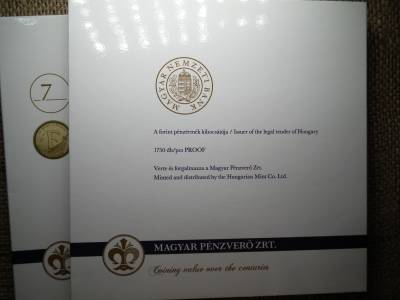 7
MAGYAR NEMZETI BANK
A forint pénzérmék kibocsátója / Issuer of the legal tender of Hungary
1750 db/pcs PROOF
Verte és forgalmazza a Magyar Pénzverő Zrt.
Minted and distributed by the Hungarian Mint Co. Ltd.
MAGYAR PÉNZVERŐ ZRT.
Coining value over the centuries